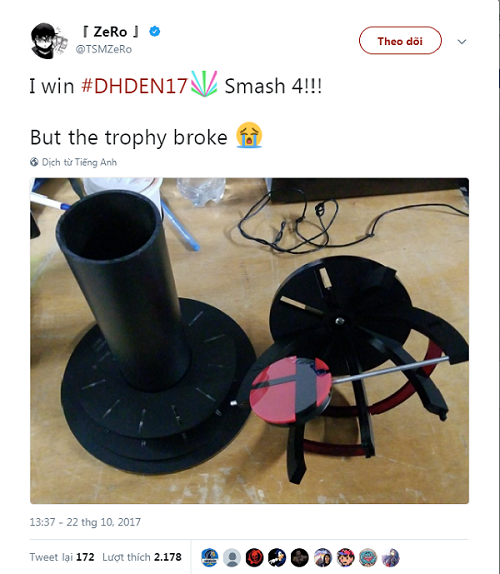 『 ZeRo 』
@TSMZeRo
Theo dõi
I win #DHDEN17 Smash 4!!!
But the trophy broke 😭
Dịch từ Tiếng Anh
13:37 - 22 thg 10, 2017
Tweet lại 172 Lượt thích 2.178